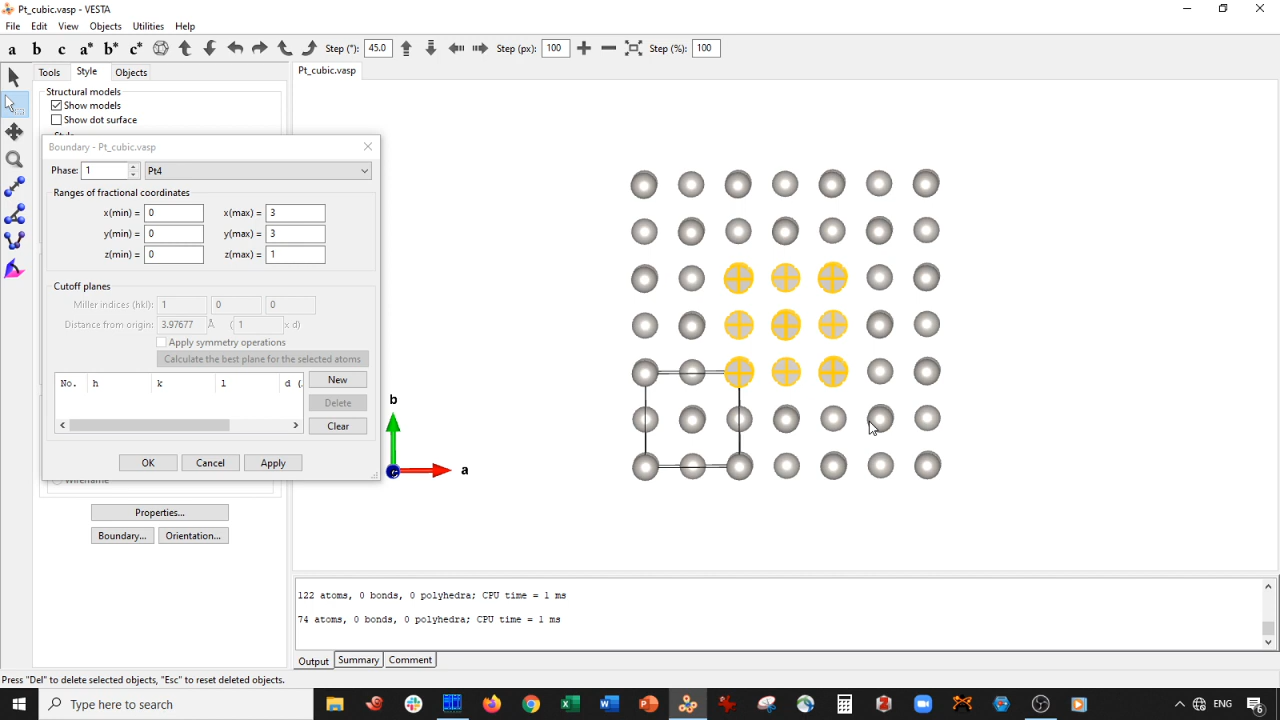 Pt_cubic.vasp - VESTA
File Edit View Objects Utilities Help
a b c a* b* c* Step (°): 45.0 Step (px): 100 Step (%): 100
Tools Style Objects
Pt_cubic.vasp
Structural models
Show models
Show dot surface
Boundary - Pt_cubic.vasp
Phase: 1 Pt4
Ranges of fractional coordinates
x(min) = 0 x(max) = 3
y(min) = 0 y(max) = 3
z(min) = 0 z(max) = 1
Cutoff planes
Miller indices (hkl): 1 0 0
Distance from origin: 3.97677 Å ( 1 x d)
Apply symmetry operations
Calculate the best plane for the selected atoms
No. h k l d (
New
Delete
Clear
OK Cancel Apply
b
c
a
Wireframe
Properties...
Boundary... Orientation...
122 atoms, 0 bonds, 0 polyhedra; CPU time = 1 ms
74 atoms, 0 bonds, 0 polyhedra; CPU time = 1 ms
Output Summary Comment
Press "Del" to delete selected objects, "Esc" to reset deleted objects.
Type here to search
ENG
6